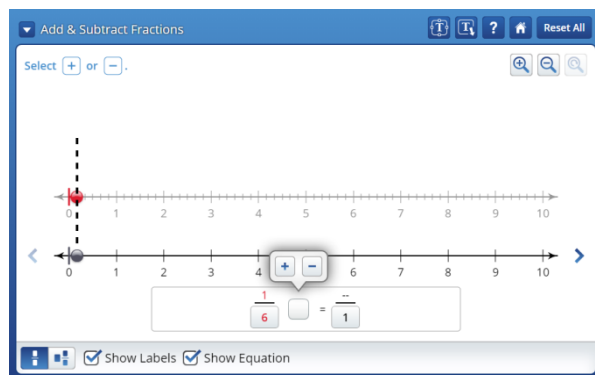 Add & Subtract Fractions
T T ? Reset All
Select + or − .
0 1 2 3 4 5 6 7 8 9 10
0 1 2 3 4 6 7 8 9 10
+ −
1 --
6 = 1
Show Labels Show Equation